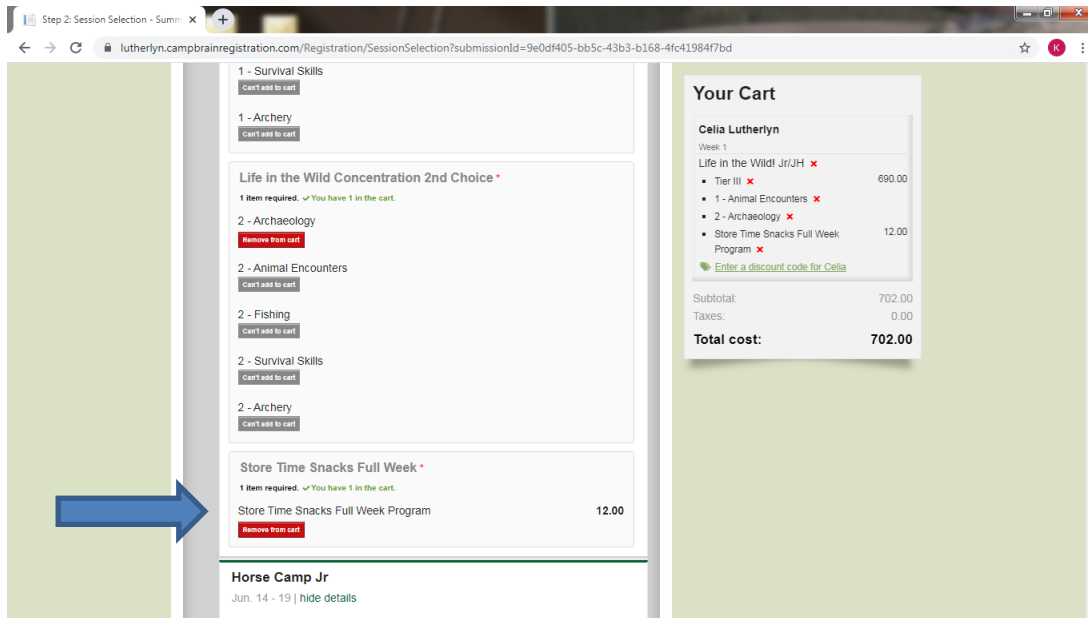 Step 2: Session Selection - Summ
lutherlyn.campbrainregistration.com/Registration/SessionSelection?submissionId=9e0df405-bb5c-43b3-b168-4fc41984f7bd
K
1 - Survival Skills
Can't add to cart
1 - Archery
Can't add to cart
Life in the Wild Concentration 2nd Choice *
1 item required. ✓You have 1 in the cart.
2 - Archaeology
Remove from cart
2 - Animal Encounters
Can't add to cart
2 - Fishing
Can't add to cart
2 - Survival Skills
Can't add to cart
2 - Archery
Can't add to cart
Store Time Snacks Full Week *
1 item required. ✓You have 1 in the cart.
Store Time Snacks Full Week Program 12.00
Remove from cart
Horse Camp Jr
Jun. 14 - 19 | hide details
Your Cart
Celia Lutherlyn
Week 1
Life in the Wild! Jr/JH
Tier III 690.00
1 - Animal Encounters
2 - Archaeology
Store Time Snacks Full Week 12.00
Program
Enter a discount code for Celia
Subtotal: 702.00
Taxes: 0.00
Total cost: 702.00